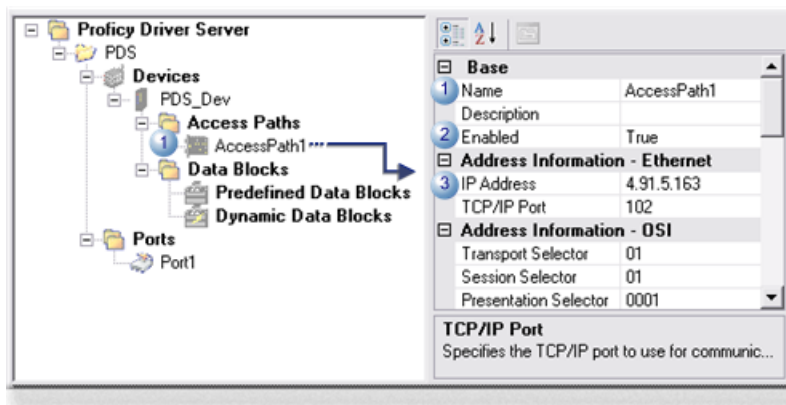 Proficy Driver Server
PDS
Devices
PDS_Dev
Access Paths
1 AccessPath1
Data Blocks
Predefined Data Blocks
Dynamic Data Blocks
Ports
Port1
A Z
Base
1 Name AccessPath1
Description
2 Enabled True
Address Information - Ethernet
3 IP Address 4.91.5.163
TCP/IP Port 102
Address Information - OSI
Transport Selector 01
Session Selector 01
Presentation Selector 0001
TCP/IP Port
Specifies the TCP/IP port to use for communic...